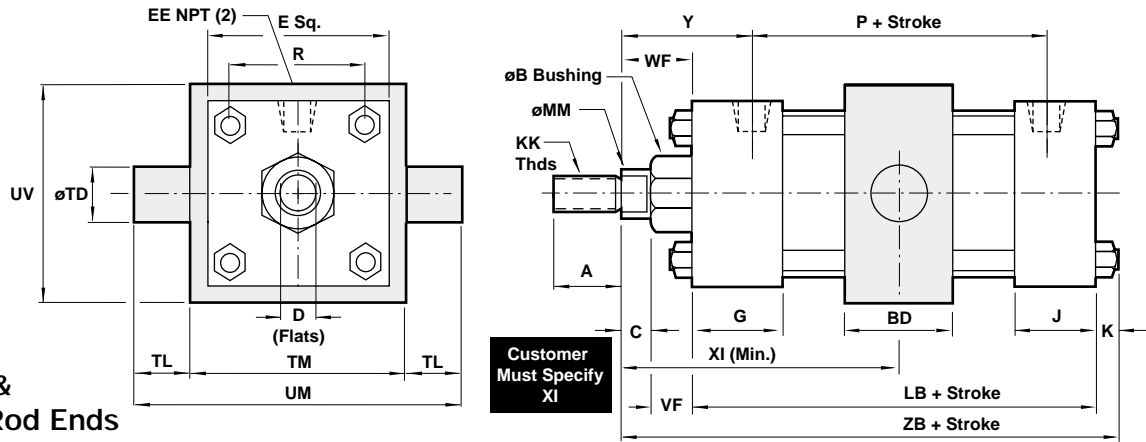 EE NPT (2)
E Sq.
R
UV
øTD
D
(Flats)
TL
TM
TL
UM
&
Rod Ends
Y
P + Stroke
WF
øB Bushing
øMM
KK
Thds
A
C
G
BD
J
K
Customer
Must Specify
XI
XI (Min.)
VF
LB + Stroke
ZB + Stroke